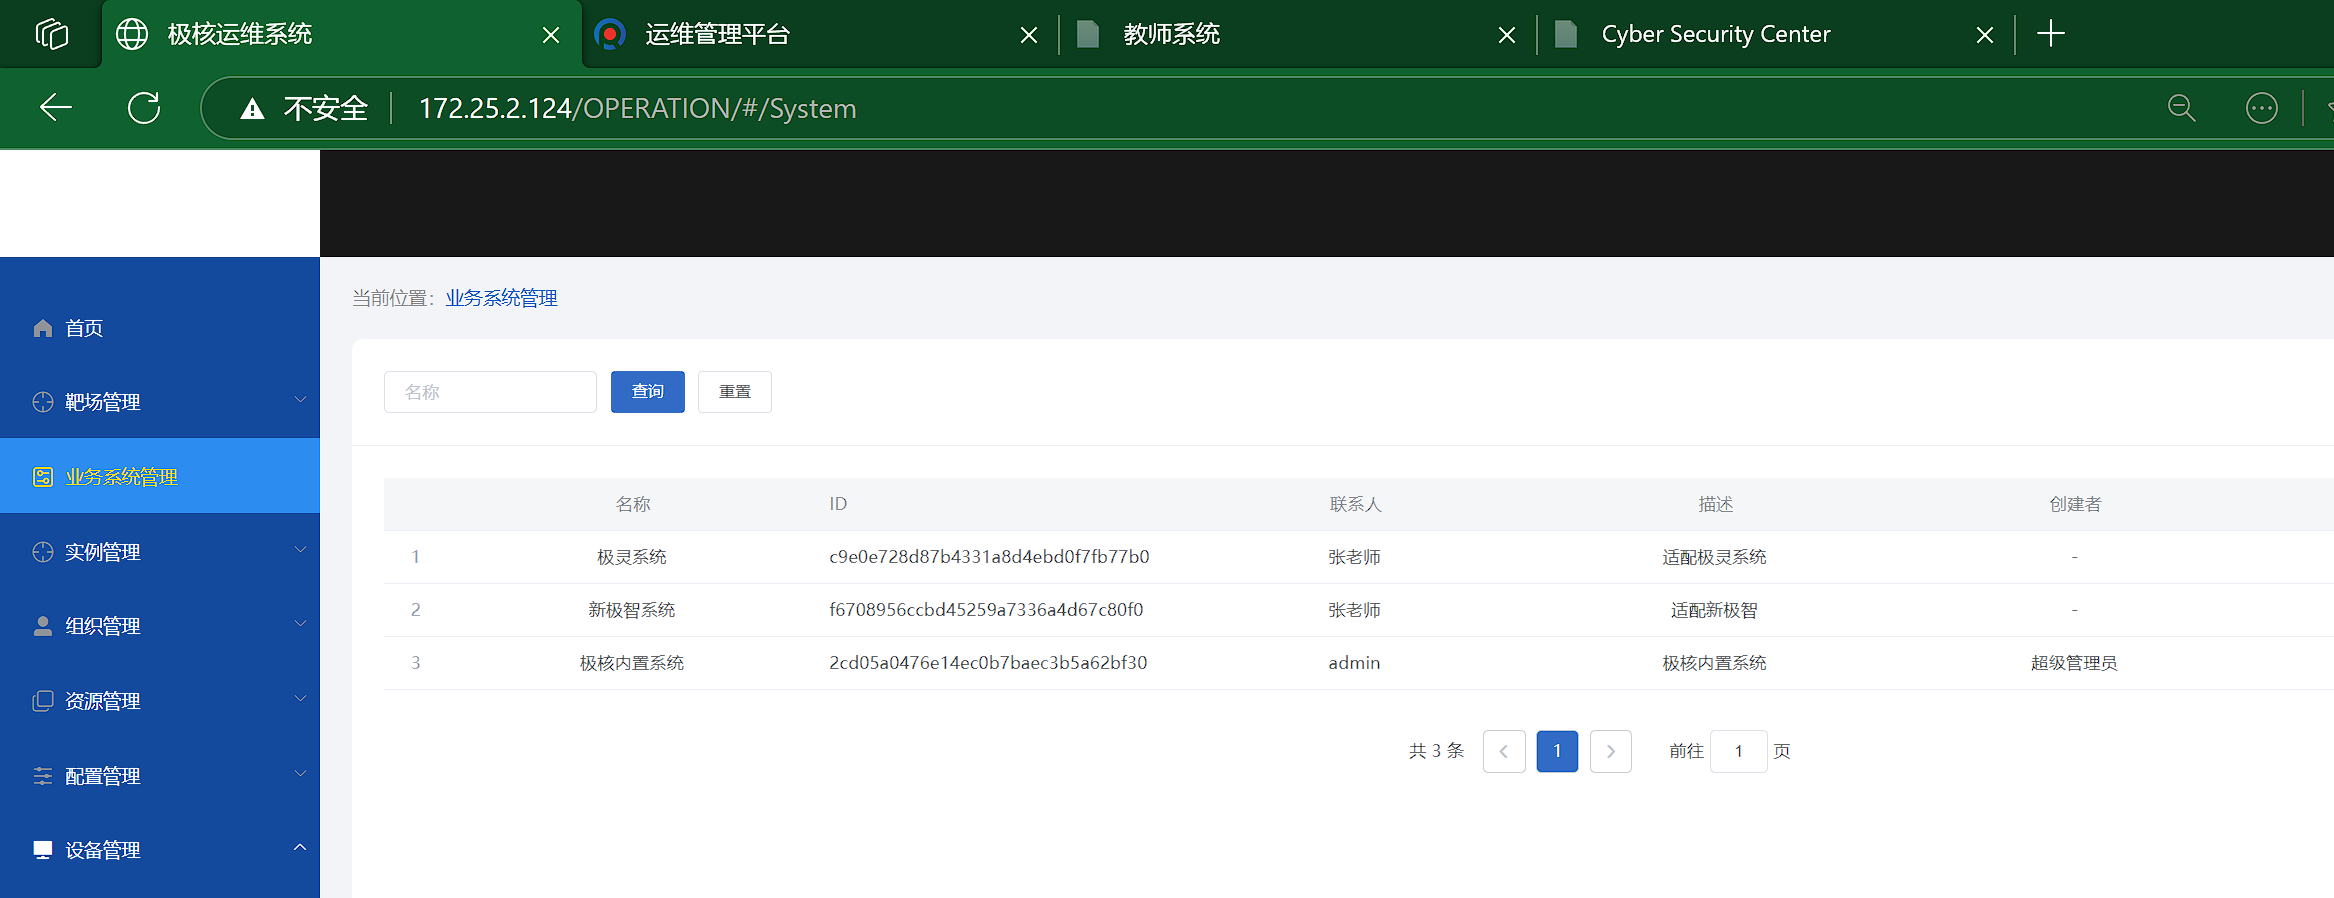 极核运维系统
运维管理平台
教师系统
Cyber Security Center
不安全
172.25.2.124/OPERATION/#/System
当前位置：业务系统管理
首页
靶场管理
业务系统管理
实例管理
组织管理
资源管理
配置管理
设备管理
名称 查询 重置
名称 ID 联系人 描述 创建者
1 极灵系统 c9e0e728d87b4331a8d4ebd0f7fb77b0 张老师 适配极灵系统 -
2 新极智系统 f6708956ccbd45259a7336a4d67c80f0 张老师 适配新极智 -
3 极核内置系统 2cd05a0476e14ec0b7baec3b5a62bf30 admin 极核内置系统 超级管理员
共 3 条 1 前往 1 页